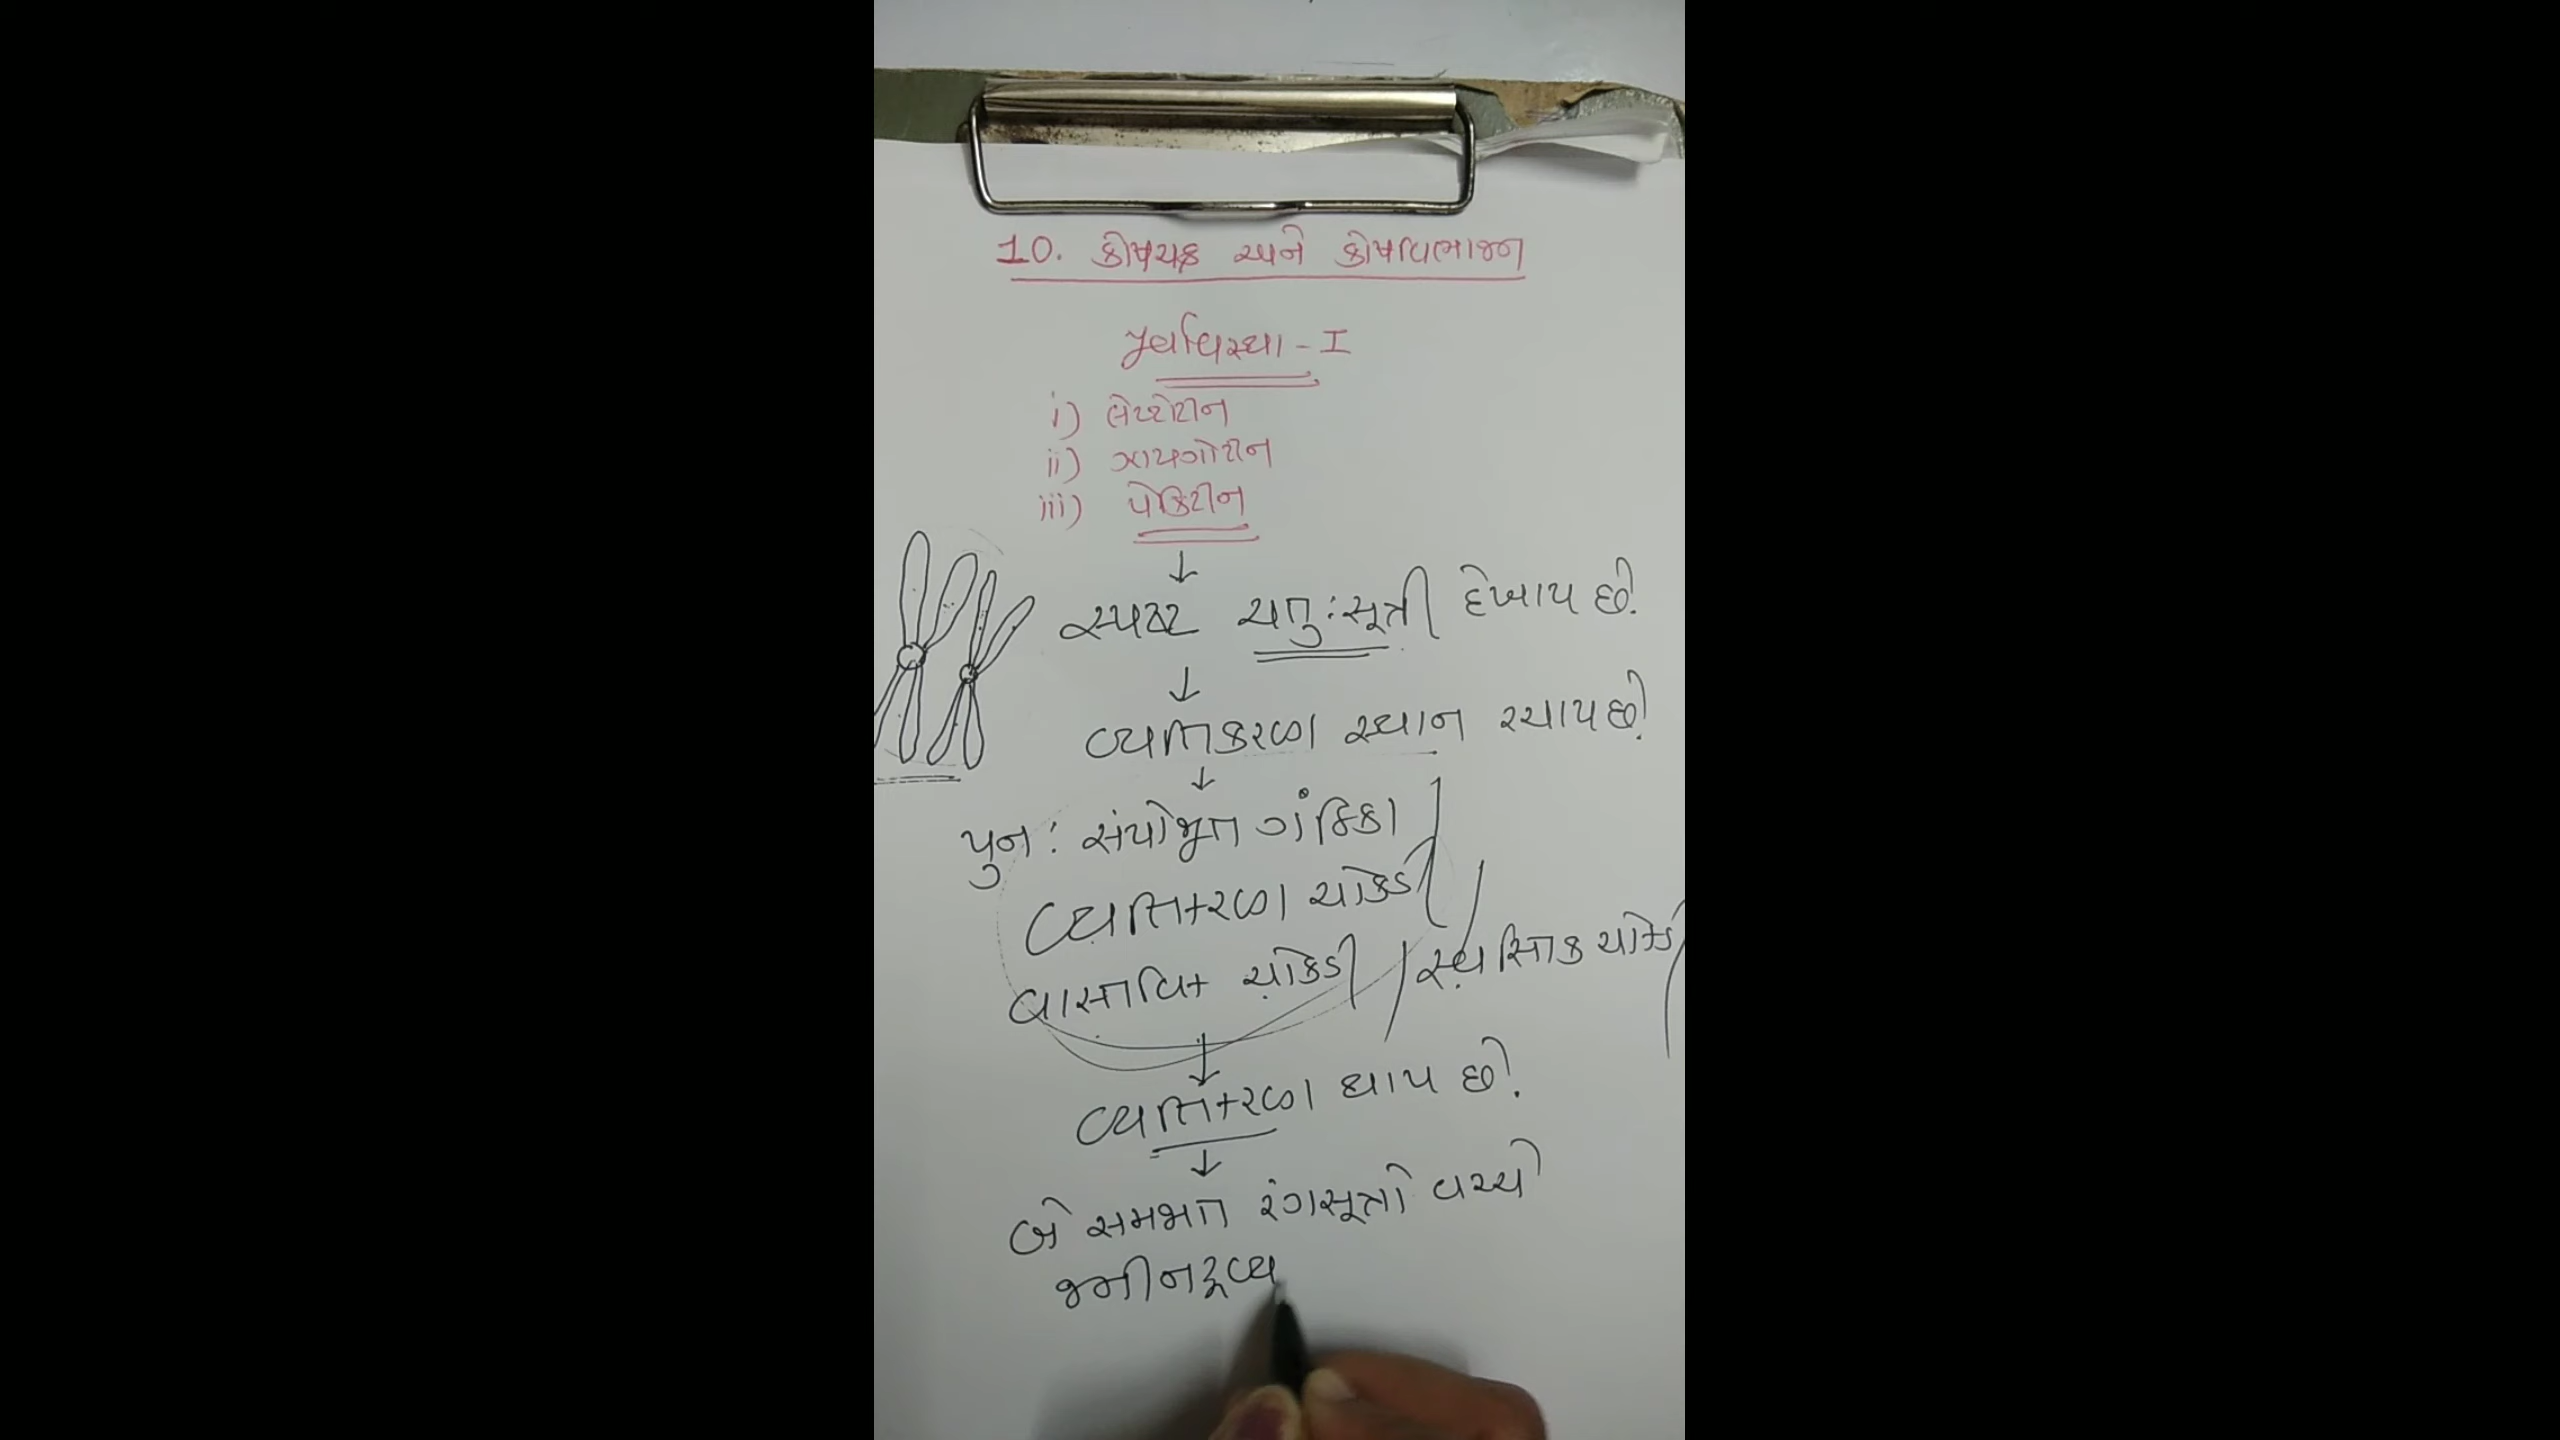 10. કોષચક્ર અને કોષવિભાજન
પૂર્વાવસ્થા - I
i) લેપ્ટોટીન
ii) ઝાયગોટીન
iii) પેકિટીન
↓
સ્પષ્ટ ચતુઃસૂત્રી દેખાય છે.
↓
વ્યતિકરણ સ્થાન રચાય છે.
↓
પુનઃ સંયોજીત ગંઠિકા
વ્યતિકરણ ચોકડી
વાસ્તવિક ચોકડી / સ્વસ્તિક ચોકડી
↓
વ્યતિકરણ થાય છે.
↓
બે સમજાત રંગસૂત્રો વચ્ચે
જનીનદ્રવ્ય